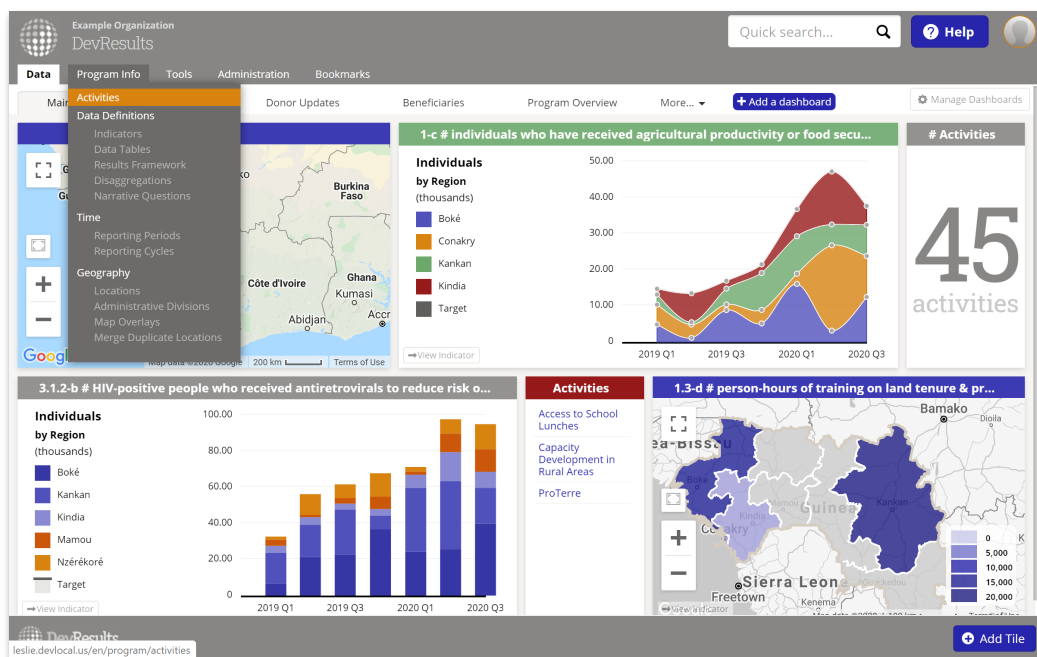 Example Organization
DevResults
Quick search...
Help
Data
Program Info
Tools
Administration
Bookmarks
Activities
Data Definitions
Indicators
Data Tables
Results Framework
Disaggregations
Narrative Questions
Time
Reporting Periods
Reporting Cycles
Geography
Locations
Administrative Divisions
Map Overlays
Merge Duplicate Locations
Donor Updates
Beneficiaries
Program Overview
More...
Add a dashboard
Manage Dashboards
Burkina
Faso
Côte d'Ivoire
Ghana
Kumasi
Abidjan
Map data ©2020 Google
200 km
Terms of Use
1-c # individuals who have received agricultural productivity or food secu...
Individuals
by Region
(thousands)
Boké
Conakry
Kankan
Kindia
Target
View Indicator
50.00
40.00
30.00
20.00
10.00
0
2019 Q1
2019 Q3
2020 Q1
2020 Q3
# Activities
45
activities
3.1.2-b # HIV-positive people who received antiretrovirals to reduce risk o...
Individuals
by Region
(thousands)
Boké
Kankan
Kindia
Mamou
Nzérékoré
Target
View Indicator
100.00
80.00
60.00
40.00
20.00
0
2019 Q1
2019 Q3
2020 Q1
2020 Q3
Activities
Access to School
Lunches
Capacity
Development in
Rural Areas
ProTerre
1.3-d # person-hours of training on land tenure & pr...
Bamako
Dioila
ea-Bissau
Boke
Mamou
Guinea
Kankan
Kindia
Sierra Leon
Freetown
Kenema
0
5,000
10,000
15,000
20,000
View Indicator
DevResults
leslie.devlocal.us/en/program/activities
Add Tile